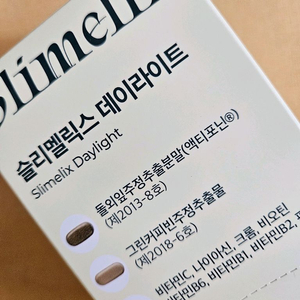 Slimelix
슬리멜릭스 데이라이트
Slimelix Daylight
돌외잎주정추출분말(액티포닌®)
(제2013-8호)
그린커피빈주정추출물
(제2018-6호)
비타민C, 나이아신, 크롬, 비오틴
비타민B6, 비타민B1, 비타민B2,